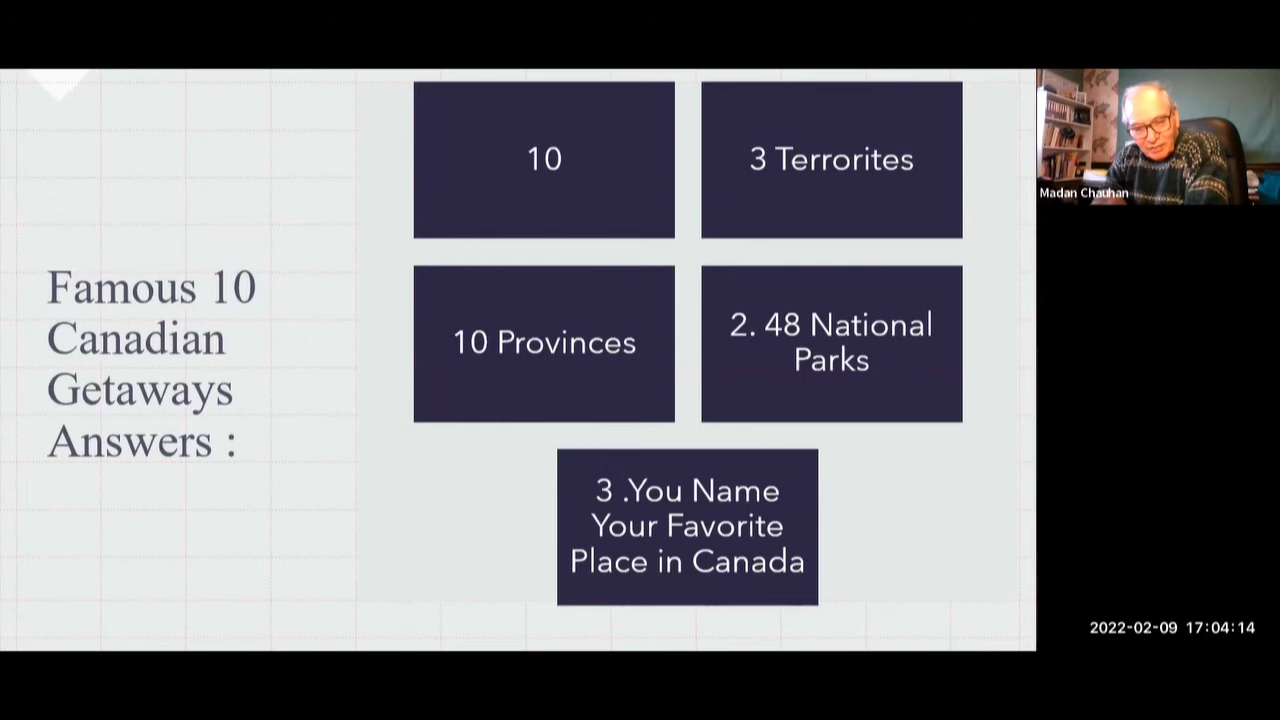 Famous 10
Canadian
Getaways
Answers :
10
3 Terrorites
10 Provinces
2. 48 National
Parks
3 .You Name
Your Favorite
Place in Canada
Madan Chauhan
2022-02-09 17:04:14